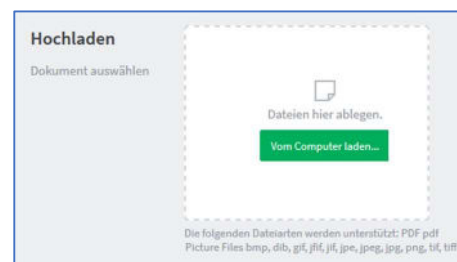 Hochladen
Dokument auswählen
Dateien hier ablegen.
Vom Computer laden...
Die folgenden Dateiarten werden unterstützt: PDF pdf
Picture Files bmp, dib, gif, jfif, jif, jpe, jpeg, jpg, png, tif, tiff